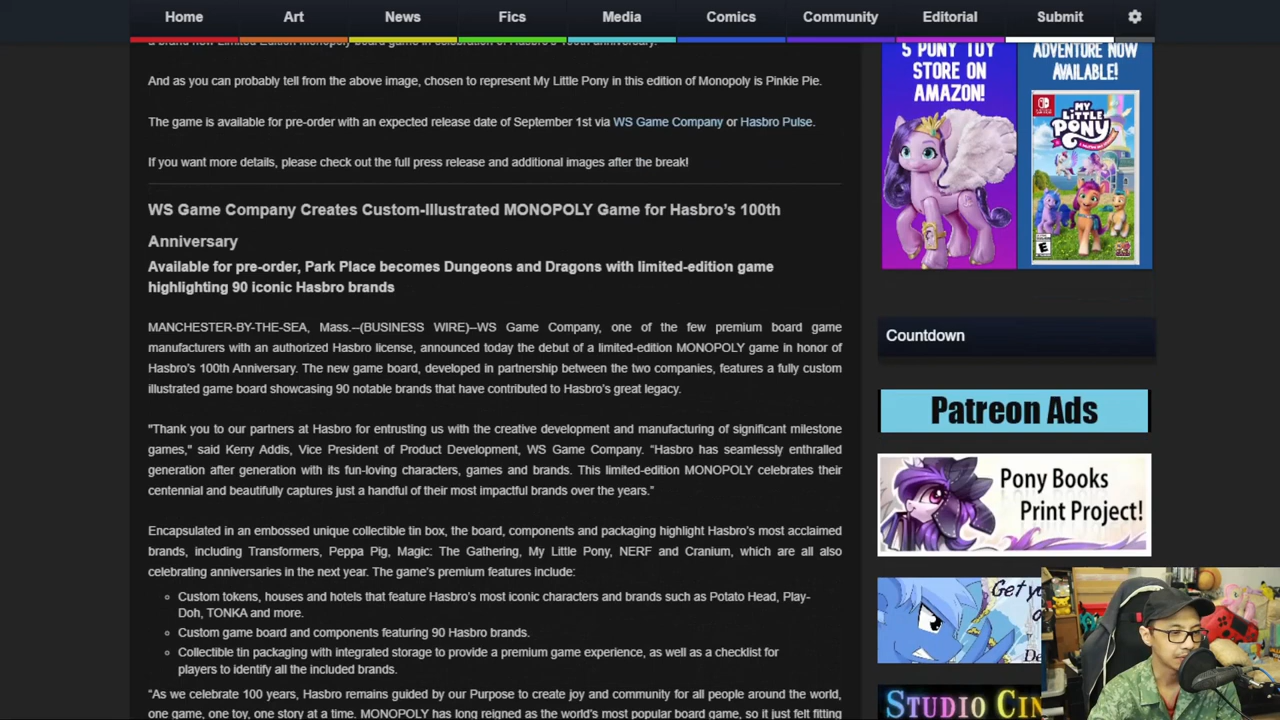 Home Art News Fics Media Comics Community Editorial Submit
a brand new Limited Edition Monopoly board game in celebration of Hasbro's 100th anniversary.
And as you can probably tell from the above image, chosen to represent My Little Pony in this edition of Monopoly is Pinkie Pie.
The game is available for pre-order with an expected release date of September 1st via WS Game Company or Hasbro Pulse.
If you want more details, please check out the full press release and additional images after the break!
WS Game Company Creates Custom-Illustrated MONOPOLY Game for Hasbro's 100th
Anniversary
Available for pre-order, Park Place becomes Dungeons and Dragons with limited-edition game
highlighting 90 iconic Hasbro brands
MANCHESTER-BY-THE-SEA, Mass.--(BUSINESS WIRE)--WS Game Company, one of the few premium board game
manufacturers with an authorized Hasbro license, announced today the debut of a limited-edition MONOPOLY game in honor of
Hasbro's 100th Anniversary. The new game board, developed in partnership between the two companies, features a fully custom
illustrated game board showcasing 90 notable brands that have contributed to Hasbro's great legacy.
"Thank you to our partners at Hasbro for entrusting us with the creative development and manufacturing of significant milestone
games," said Kerry Addis, Vice President of Product Development, WS Game Company. “Hasbro has seamlessly enthralled
generation after generation with its fun-loving characters, games and brands. This limited-edition MONOPOLY celebrates their
centennial and beautifully captures just a handful of their most impactful brands over the years.”
Encapsulated in an embossed unique collectible tin box, the board, components and packaging highlight Hasbro's most acclaimed
brands, including Transformers, Peppa Pig, Magic: The Gathering, My Little Pony, NERF and Cranium, which are all also
celebrating anniversaries in the next year. The game's premium features include:
Custom tokens, houses and hotels that feature Hasbro's most iconic characters and brands such as Potato Head, Play-
Doh, TONKA and more.
Custom game board and components featuring 90 Hasbro brands.
Collectible tin packaging with integrated storage to provide a premium game experience, as well as a checklist for
players to identify all the included brands.
“As we celebrate 100 years, Hasbro remains guided by our Purpose to create joy and community for all people around the world,
one game, one toy, one story at a time. MONOPOLY has long reigned as the world's most popular board game, so it just felt fitting
5 PONY TOY
STORE ON
AMAZON!
ADVENTURE NOW
AVAILABLE!
MY
LITTLE
PONY
Countdown
Patreon Ads
Pony Books
Print Project!
Get yo
STUDIO CIN